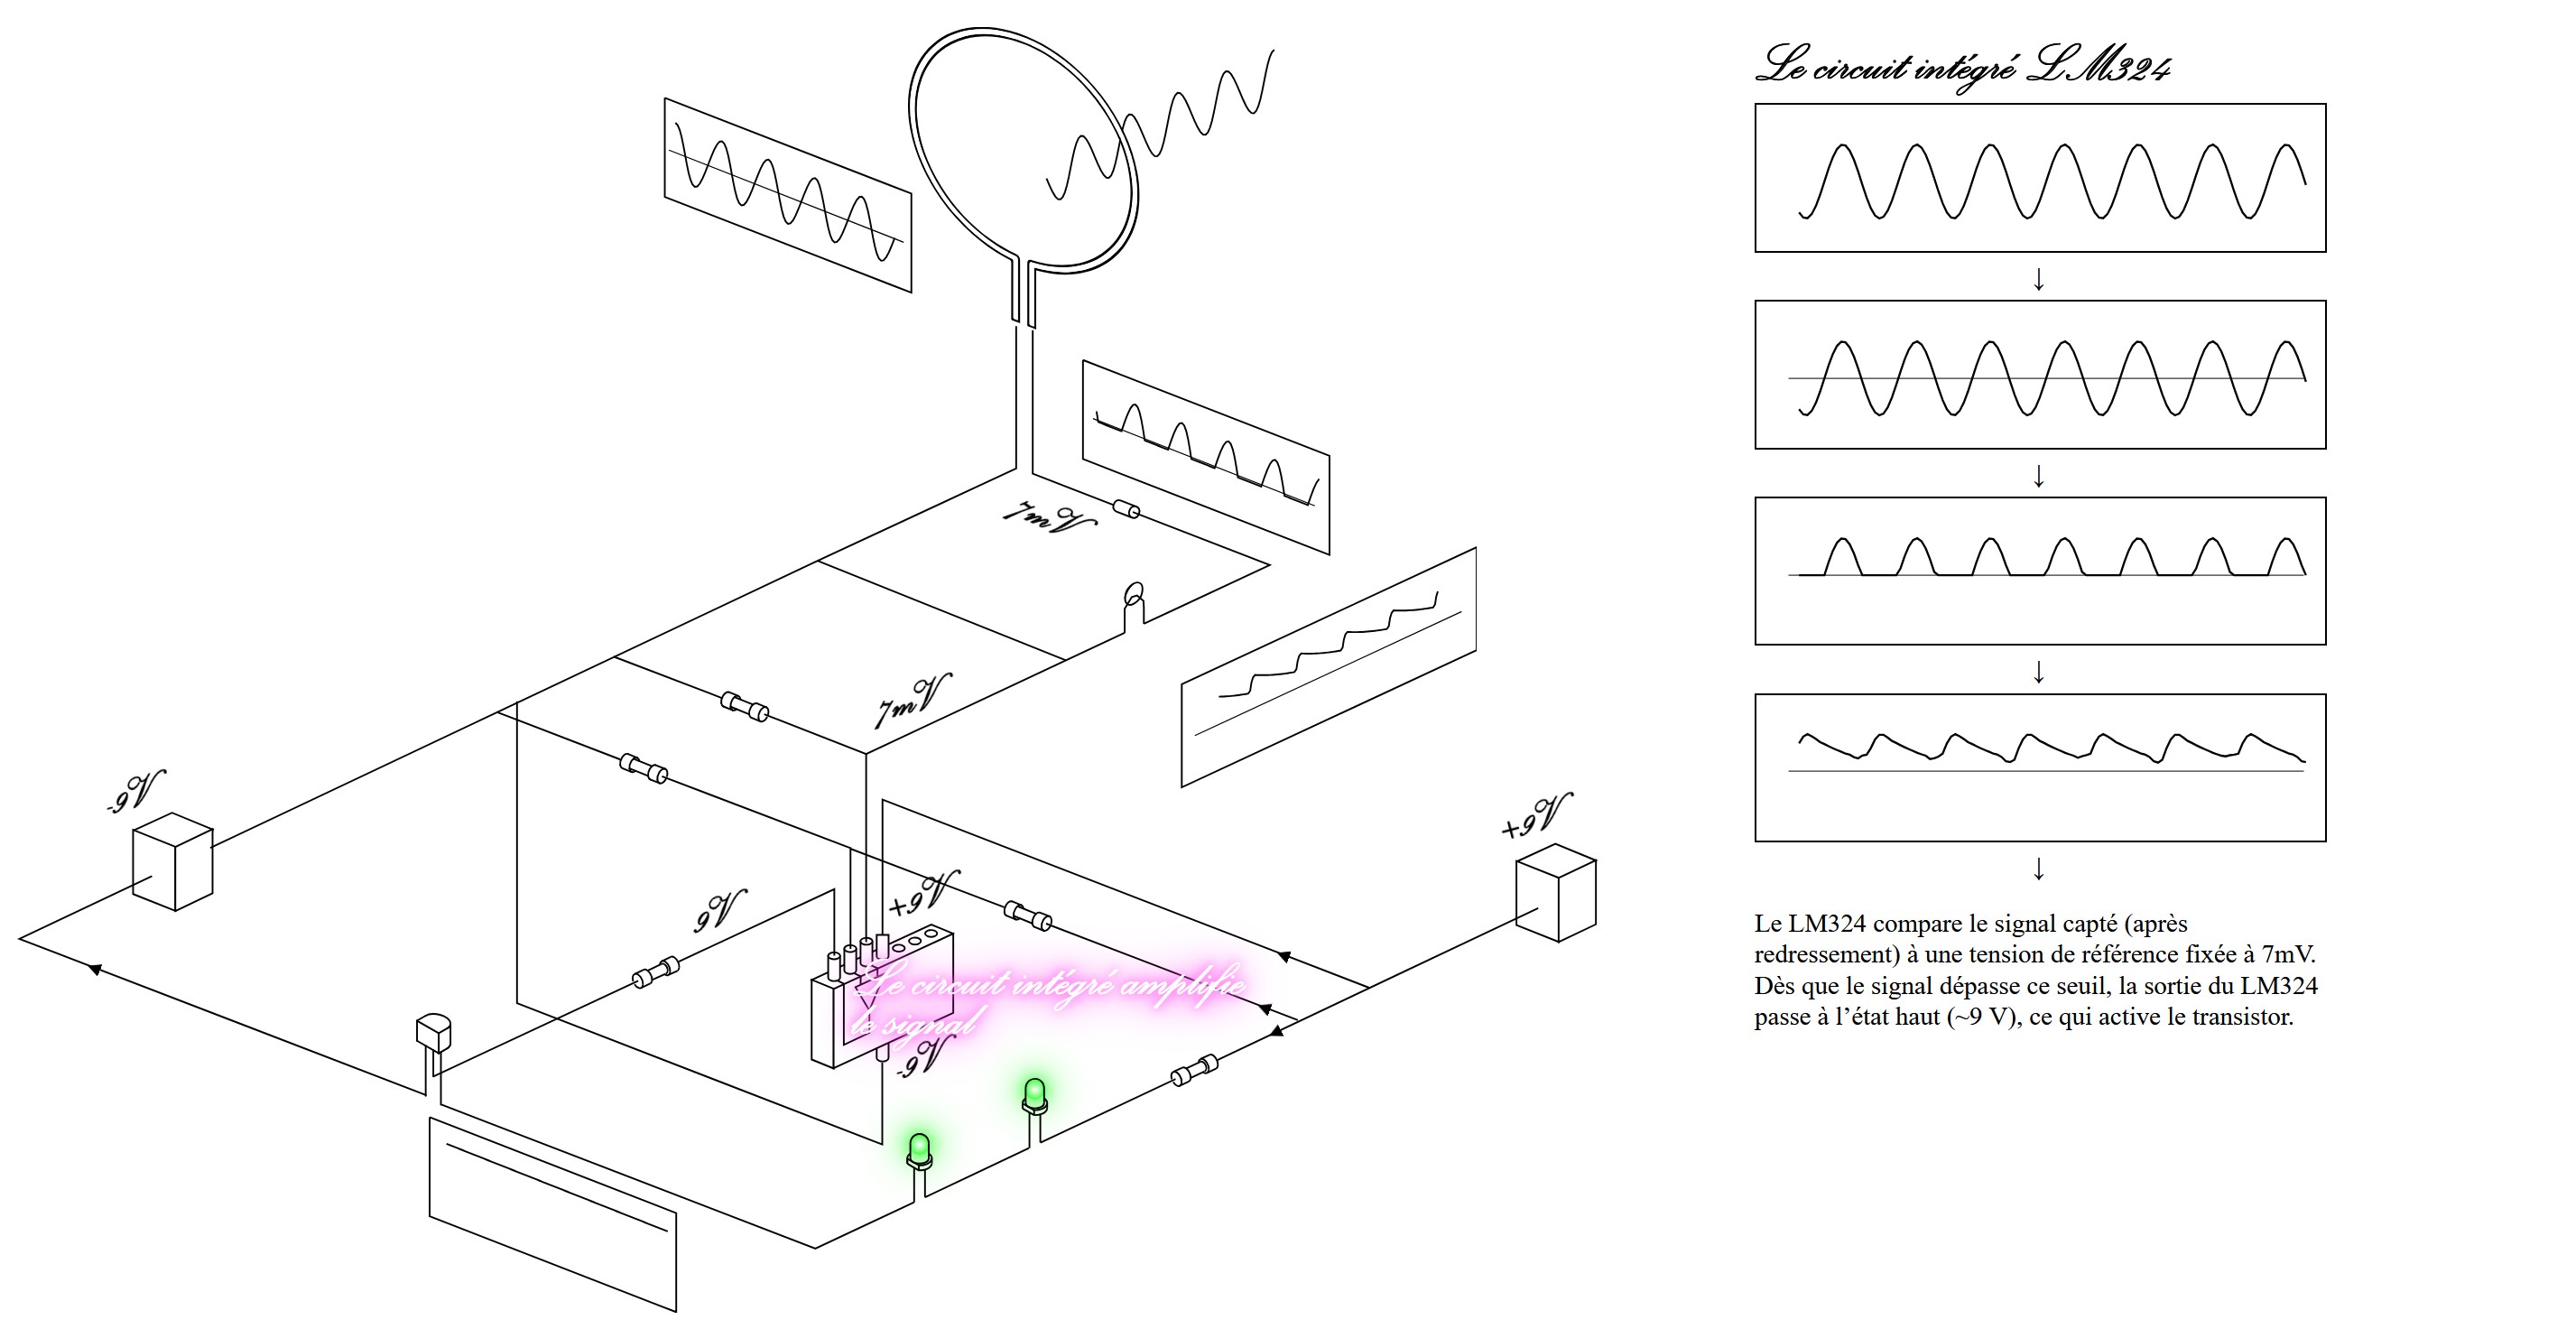 Le circuit intégré LM324
7mV
7mV
-9V
+9V
+9V
9V
Le circuit intégré amplifie
le signal
-9V
↓
↓
↓
↓
Le LM324 compare le signal capté (après
redressement) à une tension de référence fixée à 7mV.
Dès que le signal dépasse ce seuil, la sortie du LM324
passe à l’état haut (~9 V), ce qui active le transistor.